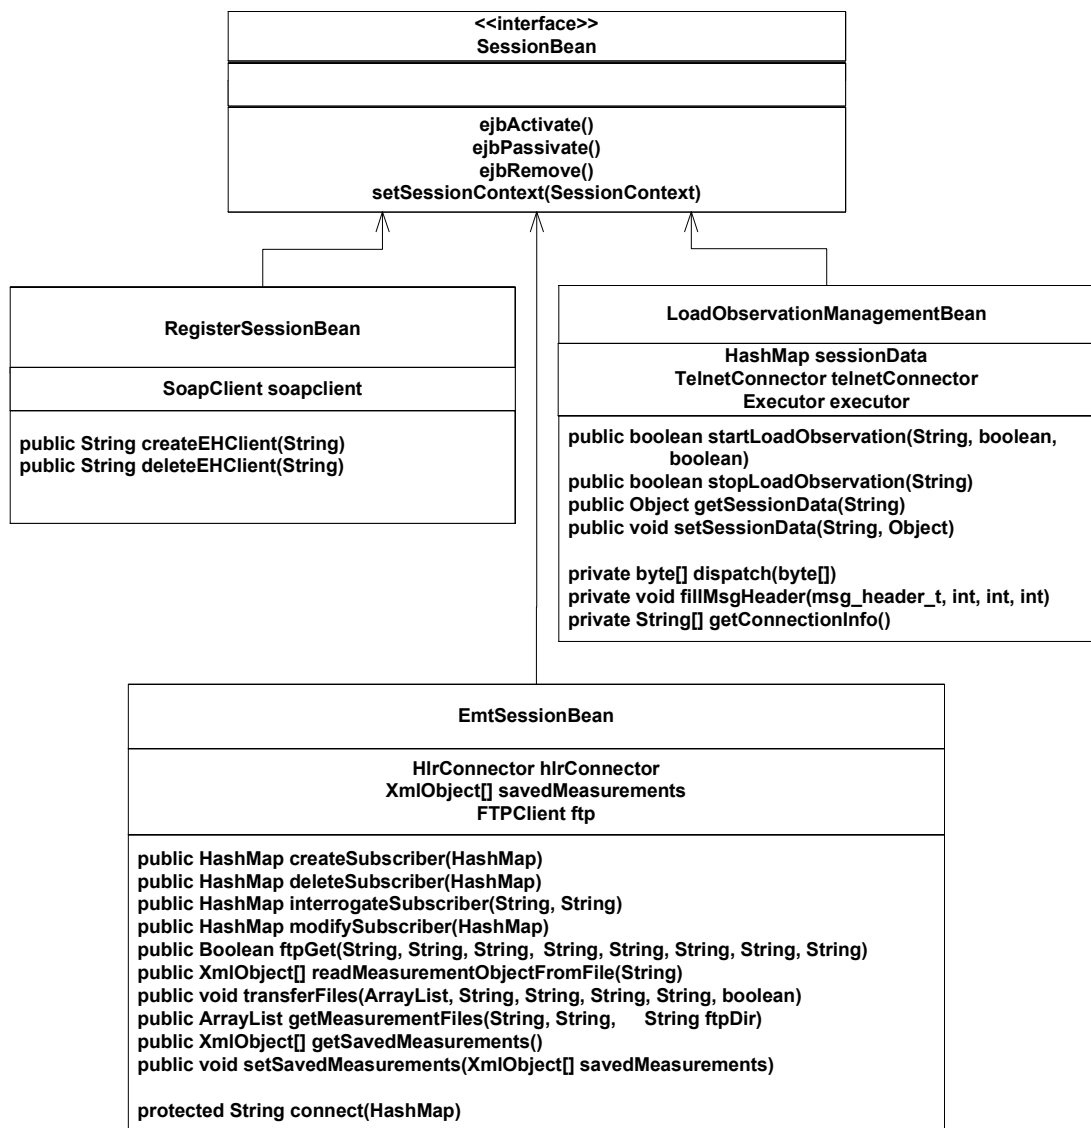 <<interface>>
SessionBean
ejbActivate()
ejbPassivate()
ejbRemove()
setSessionContext(SessionContext)
RegisterSessionBean
SoapClient soapclient
public String createEHClient(String)
public String deleteEHClient(String)
LoadObservationManagementBean
HashMap sessionData
TelnetConnector telnetConnector
Executor executor
public boolean startLoadObservation(String, boolean,
boolean)
public boolean stopLoadObservation(String)
public Object getSessionData(String)
public void setSessionData(String, Object)
private byte[] dispatch(byte[])
private void fillMsgHeader(msg_header_t, int, int, int)
private String[] getConnectionInfo()
EmtSessionBean
HlrConnector hlrConnector
XmlObject[] savedMeasurements
FTPClient ftp
public HashMap createSubscriber(HashMap)
public HashMap deleteSubscriber(HashMap)
public HashMap interrogateSubscriber(String, String)
public HashMap modifySubscriber(HashMap)
public Boolean ftpGet(String, String, String, String, String, String, String, String)
public XmlObject[] readMeasurementObjectFromFile(String)
public void transferFiles(ArrayList, String, String, String, String, boolean)
public ArrayList getMeasurementFiles(String, String, String ftpDir)
public XmlObject[] getSavedMeasurements()
public void setSavedMeasurements(XmlObject[] savedMeasurements)
protected String connect(HashMap)